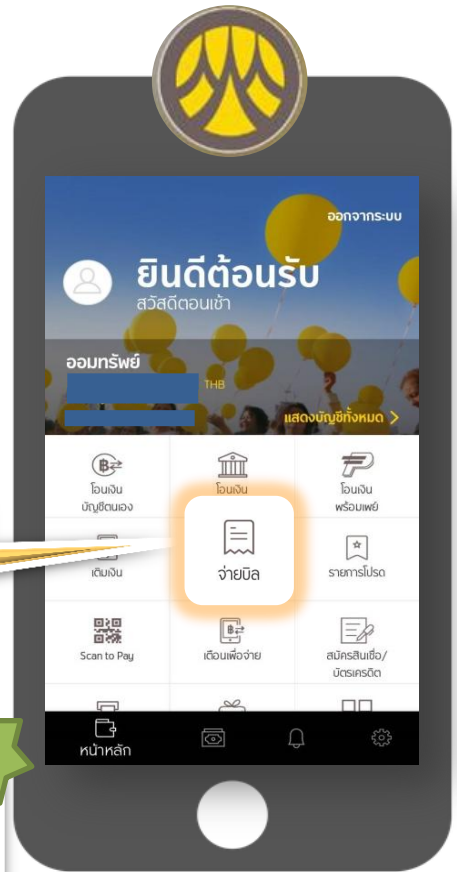 ออกจากระบบ
ยินดีต้อนรับ
สวัสดีตอนเช้า
ออมทรัพย์
THB
แสดงบัญชีทั้งหมด >
โอนเงิน
บัญชีตนเอง
โอนเงิน
โอนเงิน
พร้อมเพย์
เติมเงิน
จ่ายบิล
รายการโปรด
Scan to Pay
เตือนเพื่อจ่าย
สมัครสินเชื่อ/
บัตรเครดิต
หน้าหลัก